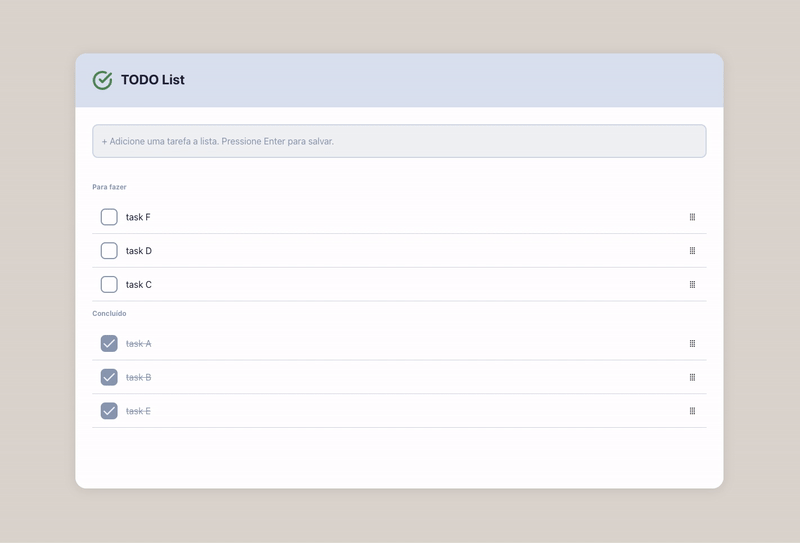 TODO List
+ Adicione uma tarefa a lista. Pressione Enter para salvar.
Para fazer
task F
task D
task C
Concluído
task A
task B
task E